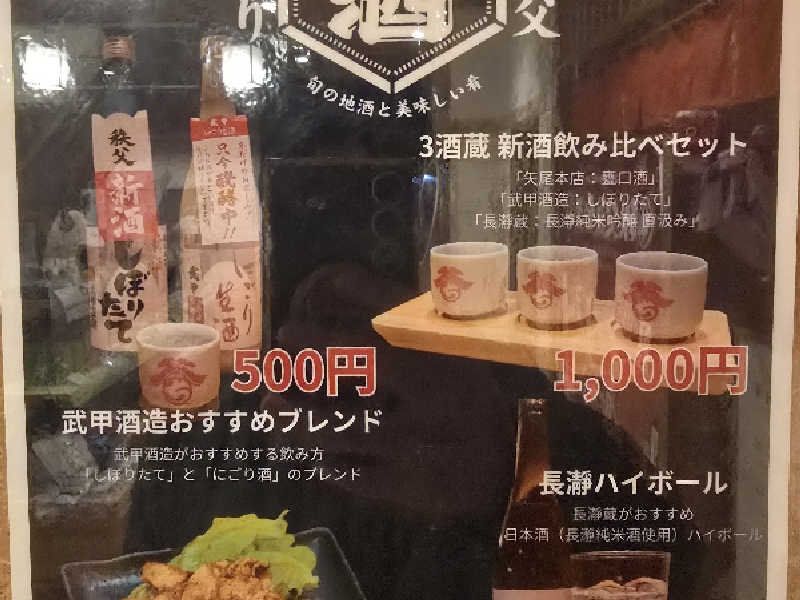 り
酒
父
旬の地酒と美味しい肴
秩父
新酒
しぼりたて
只今醗酵中!!
にごり
生酒
3酒蔵 新酒飲み比べセット
「矢尾本店：壷口酒」
「武甲酒造：しぼりたて」
「長瀞蔵：長瀞純米吟醸 直汲み」
500円
1,000円
武甲酒造おすすめブレンド
武甲酒造がおすすめする飲み方
「しぼりたて」と「にごり酒」のブレンド
長瀞ハイボール
長瀞蔵がおすすめ
日本酒（長瀞純米酒使用）ハイボール